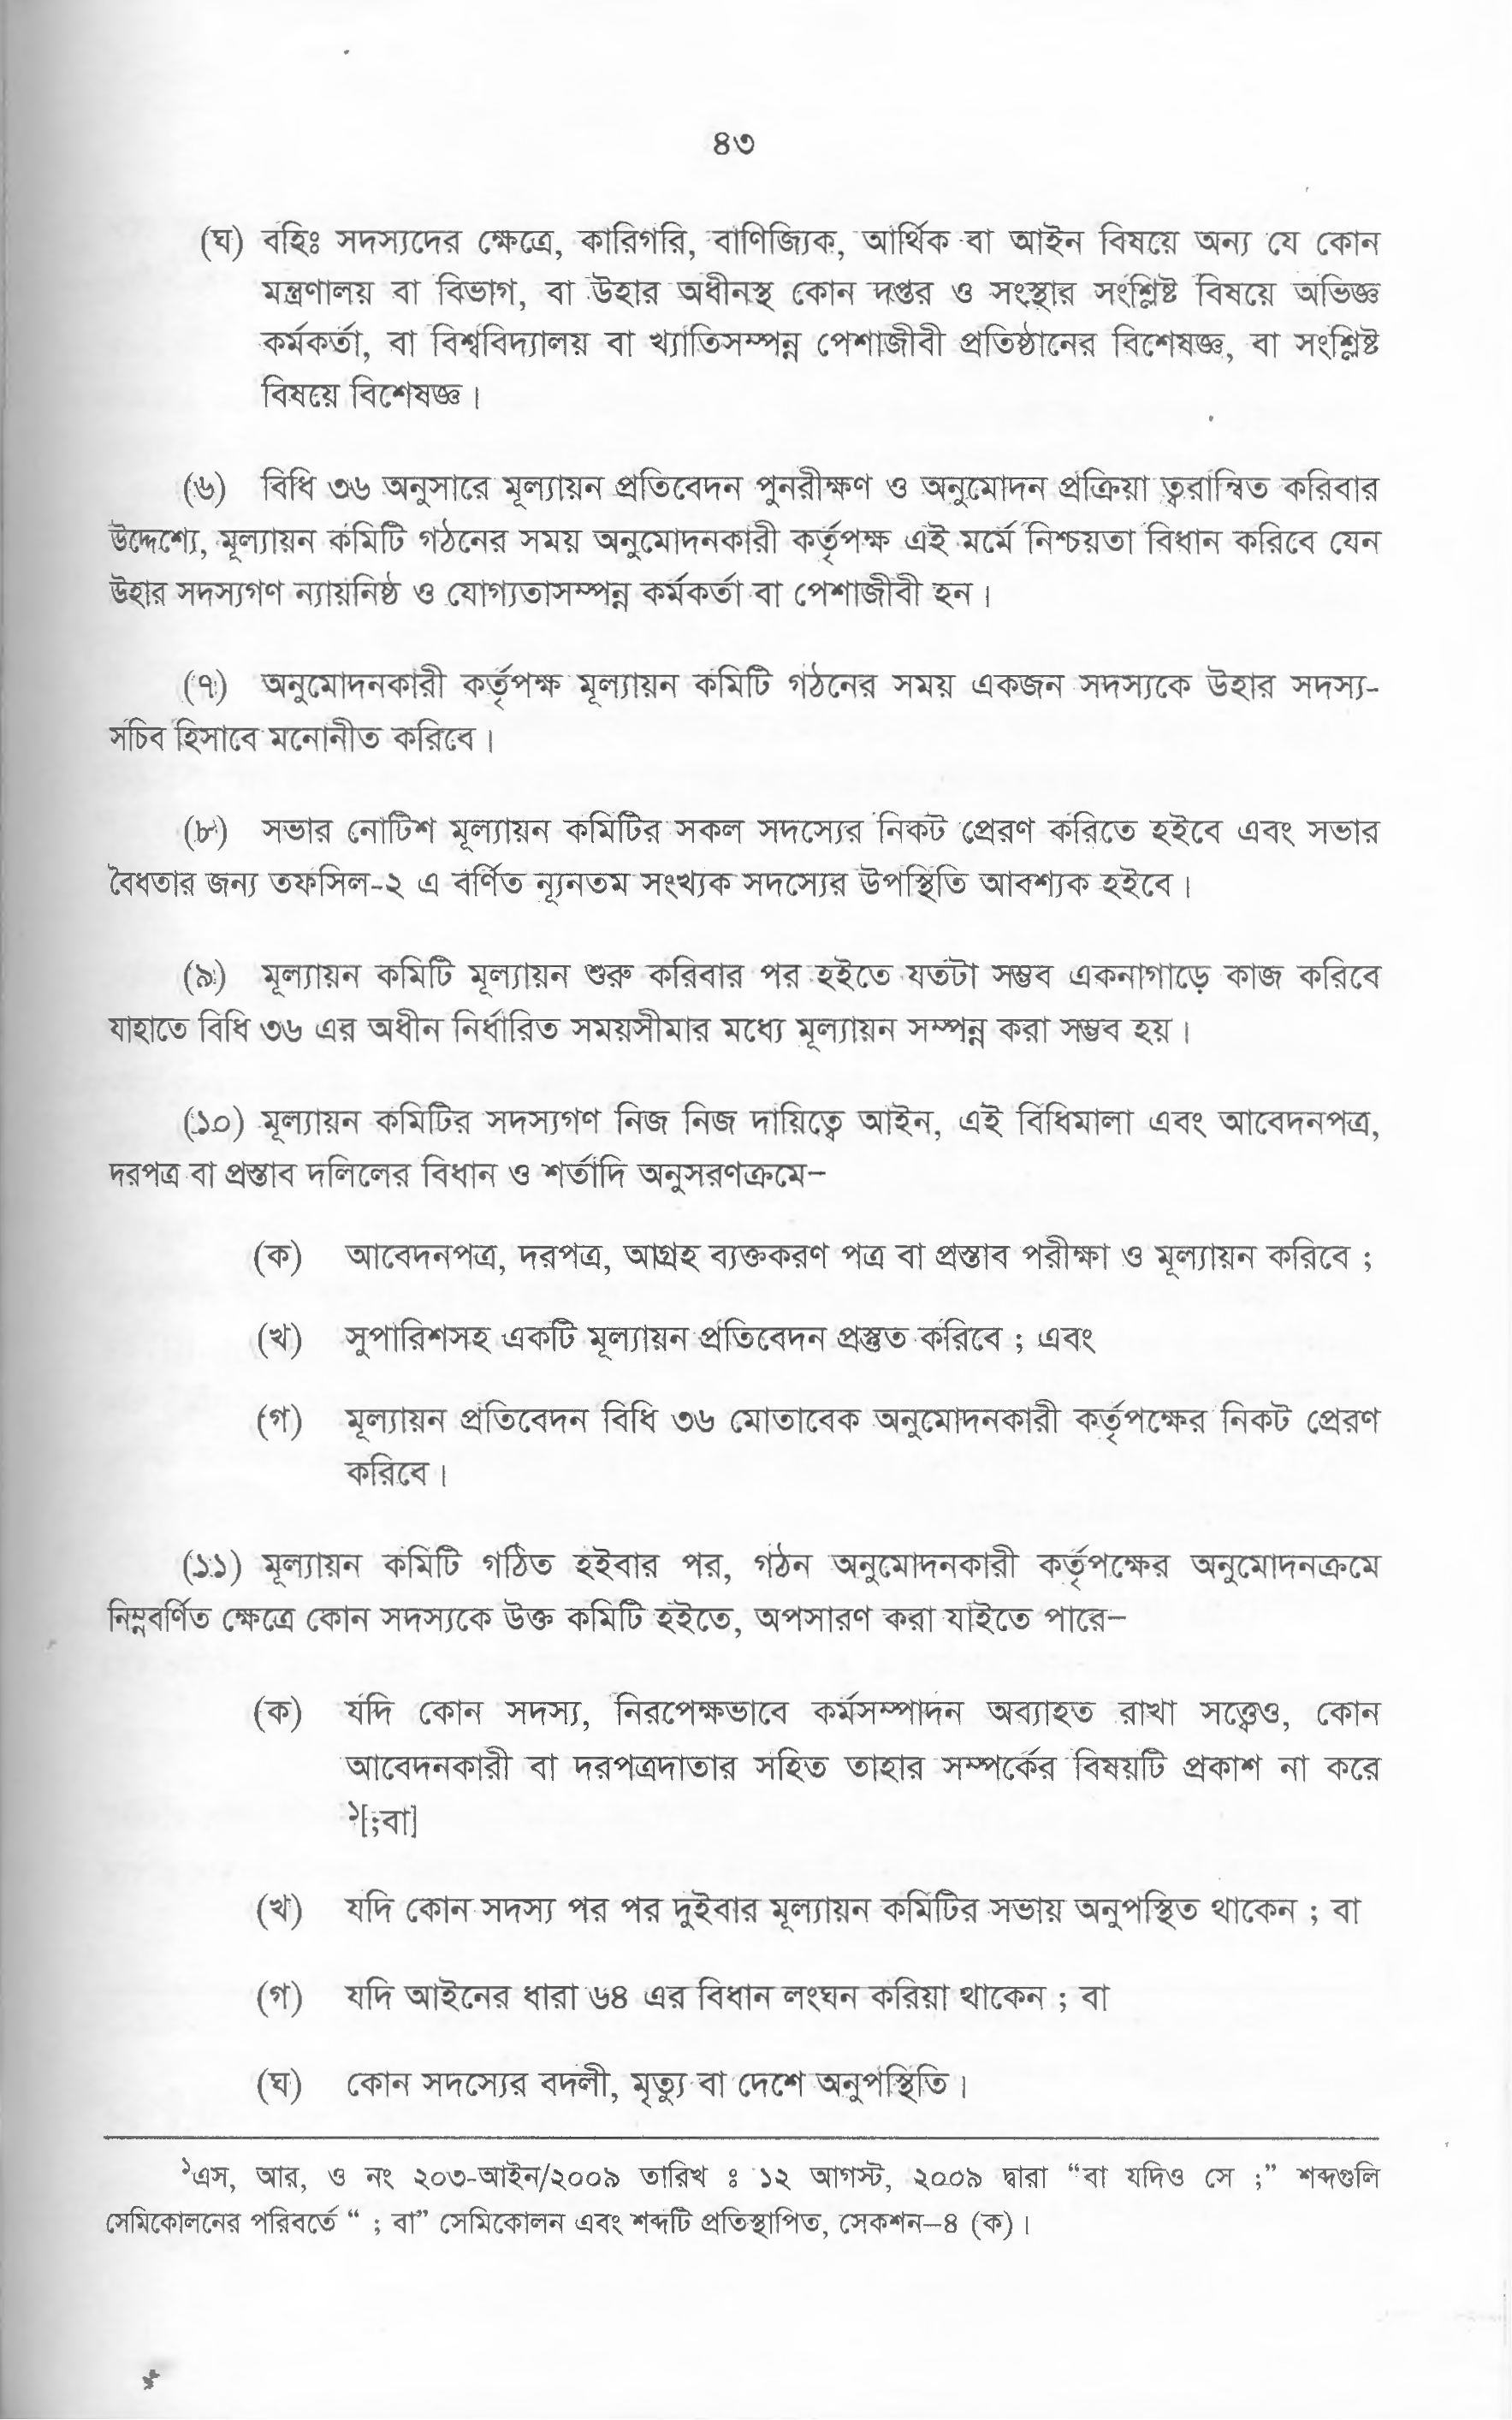 ৪৩
(ঘ) বহিঃ সদস্যদের ক্ষেত্রে, কারিগরি, বাণিজ্যিক, আর্থিক বা আইন বিষয়ে অন্য যে কোন
মন্ত্রণালয় বা বিভাগ, বা উহার অধীনস্থ কোন দপ্তর ও সংস্থার সংশ্লিষ্ট বিষয়ে অভিজ্ঞ
কর্মকর্তা, বা বিশ্ববিদ্যালয় বা খ্যাতিসম্পন্ন পেশাজীবী প্রতিষ্ঠানের বিশেষজ্ঞ, বা সংশ্লিষ্ট
বিষয়ে বিশেষজ্ঞ।
(৬) বিধি ৩৬ অনুসারে মূল্যায়ন প্রতিবেদন পুনরীক্ষণ ও অনুমোদন প্রক্রিয়া ত্বরান্বিত করিবার
উদ্দেশ্যে, মূল্যায়ন কমিটি গঠনের সময় অনুমোদনকারী কর্তৃপক্ষ এই মর্মে নিশ্চয়তা বিধান করিবে যেন
উহার সদস্যগণ ন্যায়নিষ্ঠ ও যোগ্যতাসম্পন্ন কর্মকর্তা বা পেশাজীবী হন।
(৭) অনুমোদনকারী কর্তৃপক্ষ মূল্যায়ন কমিটি গঠনের সময় একজন সদস্যকে উহার সদস্য-
সচিব হিসাবে মনোনীত করিবে।
(৮) সভার নোটিশ মূল্যায়ন কমিটির সকল সদস্যের নিকট প্রেরণ করিতে হইবে এবং সভার
বৈধতার জন্য তফসিল-২ এ বর্ণিত ন্যূনতম সংখ্যক সদস্যের উপস্থিতি আবশ্যক হইবে।
(৯) মূল্যায়ন কমিটি মূল্যায়ন শুরু করিবার পর হইতে যতটা সম্ভব একনাগাড়ে কাজ করিবে
যাহাতে বিধি ৩৬ এর অধীন নির্ধারিত সময়সীমার মধ্যে মূল্যায়ন সম্পন্ন করা সম্ভব হয়।
(১০) মূল্যায়ন কমিটির সদস্যগণ নিজ নিজ দায়িত্বে আইন, এই বিধিমালা এবং আবেদনপত্র,
দরপত্র বা প্রস্তাব দলিলের বিধান ও শর্তাদি অনুসরণক্রমে−
(ক) আবেদনপত্র, দরপত্র, আগ্রহ ব্যক্তকরণ পত্র বা প্রস্তাব পরীক্ষা ও মূল্যায়ন করিবে ;
(খ) সুপারিশসহ একটি মূল্যায়ন প্রতিবেদন প্রস্তুত করিবে ; এবং
(গ) মূল্যায়ন প্রতিবেদন বিধি ৩৬ মোতাবেক অনুমোদনকারী কর্তৃপক্ষের নিকট প্রেরণ
করিবে।
(১১) মূল্যায়ন কমিটি গঠিত হইবার পর, গঠন অনুমোদনকারী কর্তৃপক্ষের অনুমোদনক্রমে
নিম্নবর্ণিত ক্ষেত্রে কোন সদস্যকে উক্ত কমিটি হইতে, অপসারণ করা যাইতে পারে−
(ক) যদি কোন সদস্য, নিরপেক্ষভাবে কর্মসম্পাদন অব্যাহত রাখা সত্ত্বেও, কোন
আবেদনকারী বা দরপত্রদাতার সহিত তাহার সম্পর্কের বিষয়টি প্রকাশ না করে
১[;বা]
(খ) যদি কোন সদস্য পর পর দুইবার মূল্যায়ন কমিটির সভায় অনুপস্থিত থাকেন ; বা
(গ) যদি আইনের ধারা ৬৪ এর বিধান লংঘন করিয়া থাকেন ; বা
(ঘ) কোন সদস্যের বদলী, মৃত্যু বা দেশে অনুপস্থিতি।
১এস, আর, ও নং ২০৩-আইন/২০০৯ তারিখ ঃ ১২ আগস্ট, ২০০৯ দ্বারা “বা যদিও সে ;” শব্দগুলি
সেমিকোলনের পরিবর্তে “ ; বা” সেমিকোলন এবং শব্দটি প্রতিস্থাপিত, সেকশন−৪ (ক)।